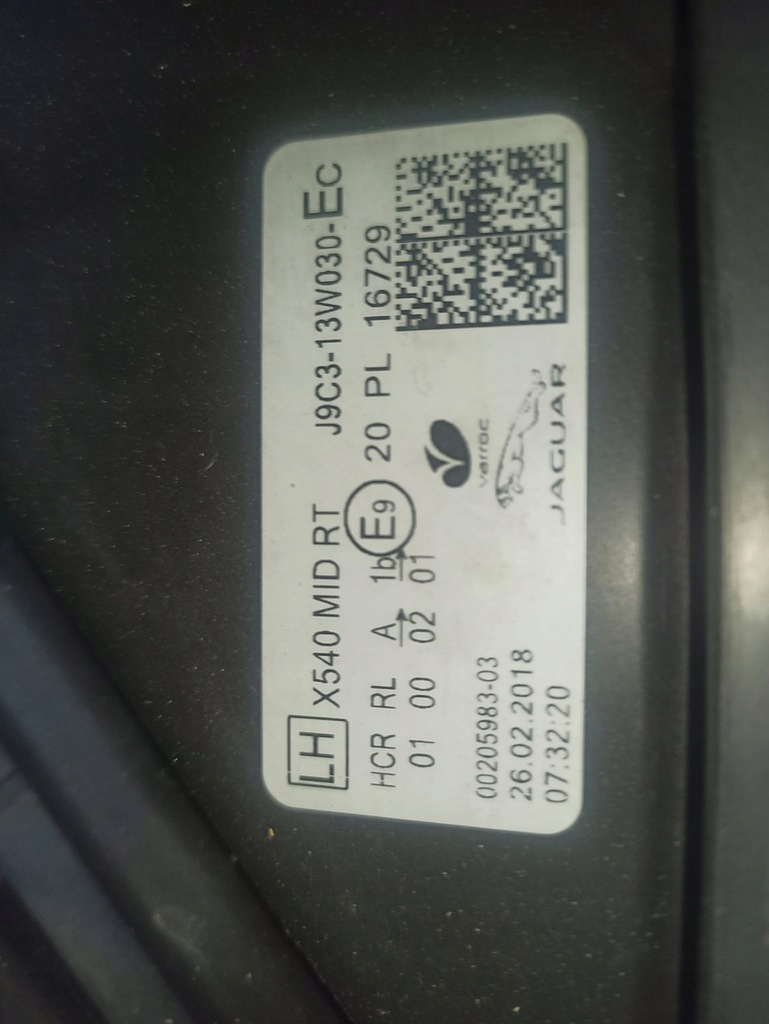 LH X540 MID RT J9C3-13W030-EC
HCR RL A 1b E9 20 PL 16729
01 00 02 01
00205983-03
26.02.2018
07:32:20
varroc
JAGUAR